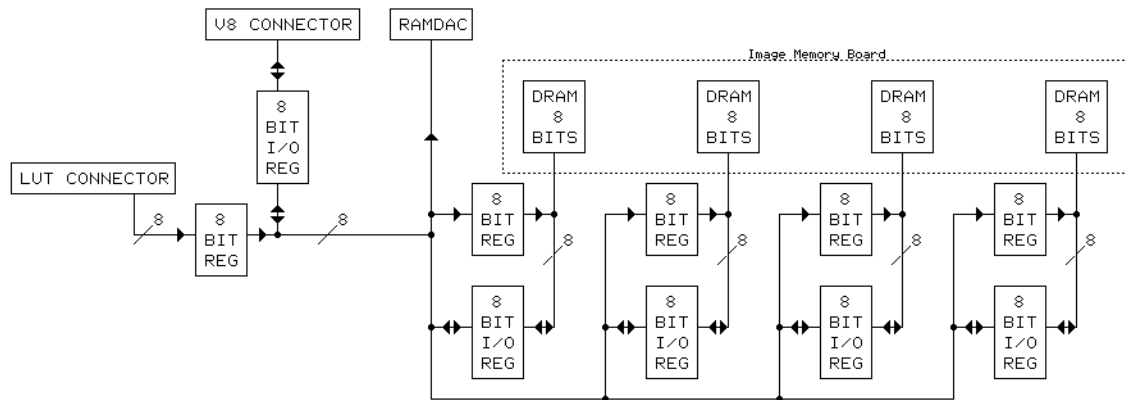 V8 CONNECTOR
RAMDAC
Image Memory Board
8
BIT
I/O
REG
DRAM
8
BITS
DRAM
8
BITS
DRAM
8
BITS
DRAM
8
BITS
LUT CONNECTOR
8
8
BIT
REG
8
8
BIT
REG
8
8
BIT
REG
8
8
BIT
REG
8
8
BIT
REG
8
8
BIT
I/O
REG
8
BIT
I/O
REG
8
BIT
I/O
REG
8
BIT
I/O
REG